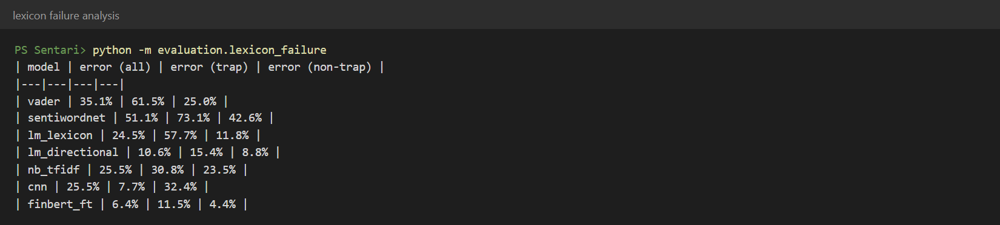 lexicon failure analysis
PS Sentari> python -m evaluation.lexicon_failure
| model | error (all) | error (trap) | error (non-trap) |
|---|---|---|---|
| vader | 35.1% | 61.5% | 25.0% |
| sentiwordnet | 51.1% | 73.1% | 42.6% |
| lm_lexicon | 24.5% | 57.7% | 11.8% |
| lm_directional | 10.6% | 15.4% | 8.8% |
| nb_tfidf | 25.5% | 30.8% | 23.5% |
| cnn | 25.5% | 7.7% | 32.4% |
| finbert_ft | 6.4% | 11.5% | 4.4% |